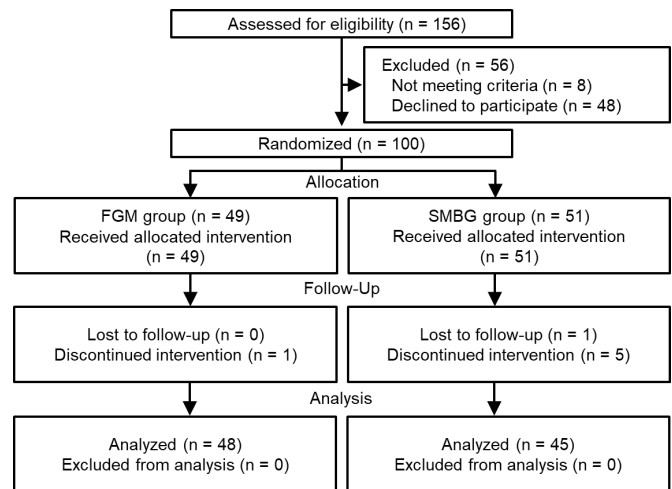 Assessed for eligibility (n = 156)
Excluded (n = 56)
Not meeting criteria (n = 8)
Declined to participate (n = 48)
Randomized (n = 100)
Allocation
FGM group (n = 49)
Received allocated intervention
(n = 49)
SMBG group (n = 51)
Received allocated intervention
(n = 51)
Follow-Up
Lost to follow-up (n = 0)
Discontinued intervention (n = 1)
Lost to follow-up (n = 1)
Discontinued intervention (n = 5)
Analysis
Analyzed (n = 48)
Excluded from analysis (n = 0)
Analyzed (n = 45)
Excluded from analysis (n = 0)